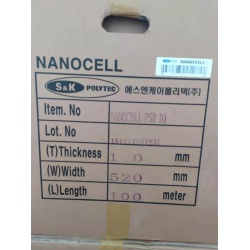 NANOCELL
S&K POLYTEC 에스엔케이폴리텍(주)
Item No NANOCELL PSR 10
Lot. No
(T)Thickness 1 0 mm
(W)Width 520 mm
(L)Length 100 meter